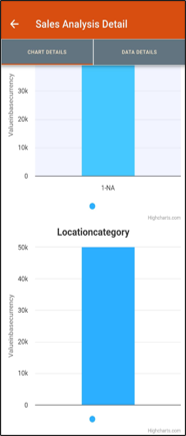 Sales Analysis Detail
CHART DETAILS
DATA DETAILS
Valueinbasecurrency
30k
20k
10k
0
1-NA
Highcharts.com
Locationcategory
Valueinbasecurrency
50k
40k
30k
20k
10k
0
Highcharts.com